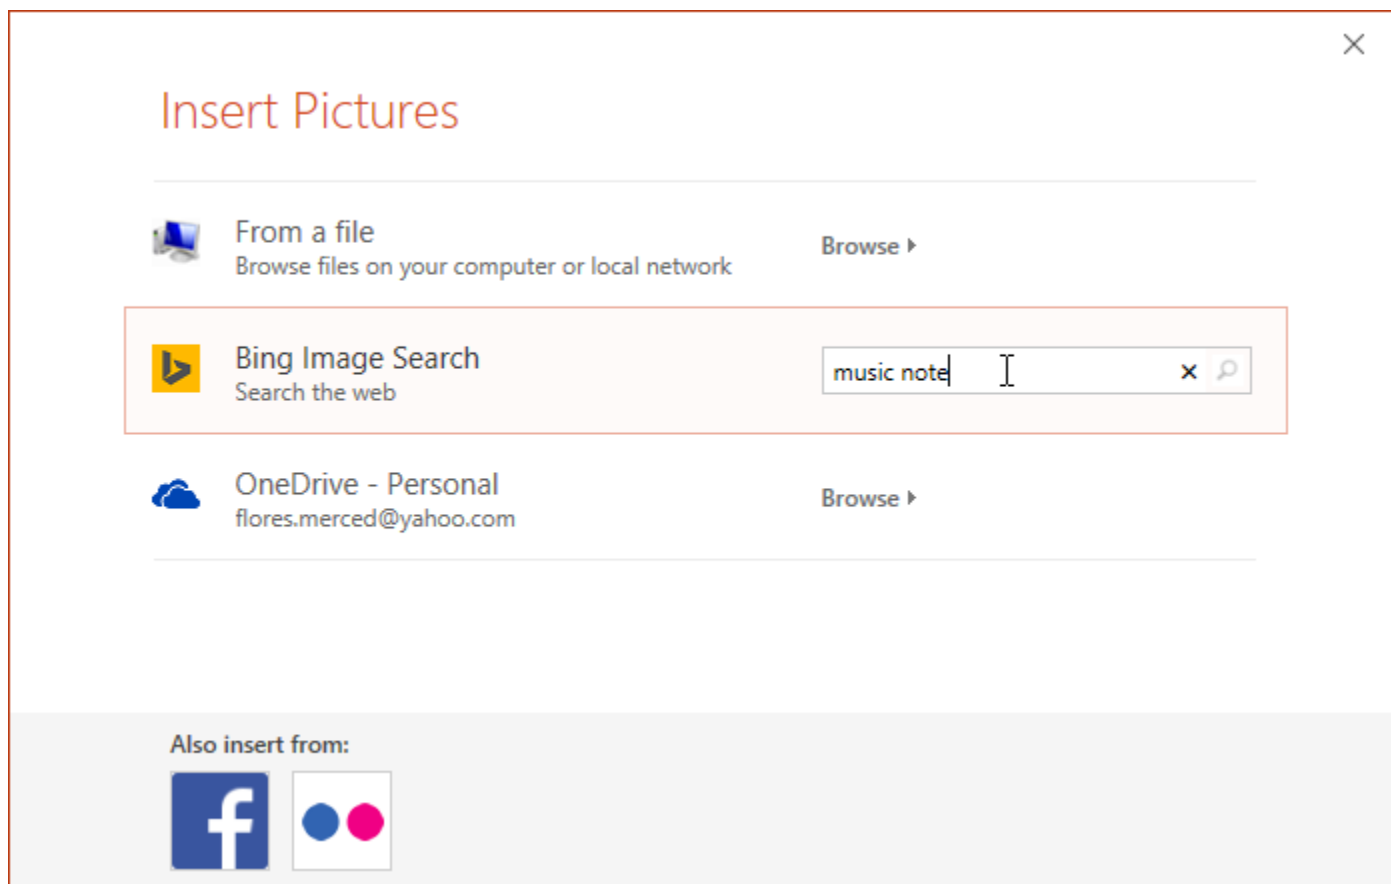 Insert Pictures
From a file
Browse files on your computer or local network
Browse
Bing Image Search
Search the web
music note
OneDrive - Personal
flores.merced@yahoo.com
Browse
Also insert from: